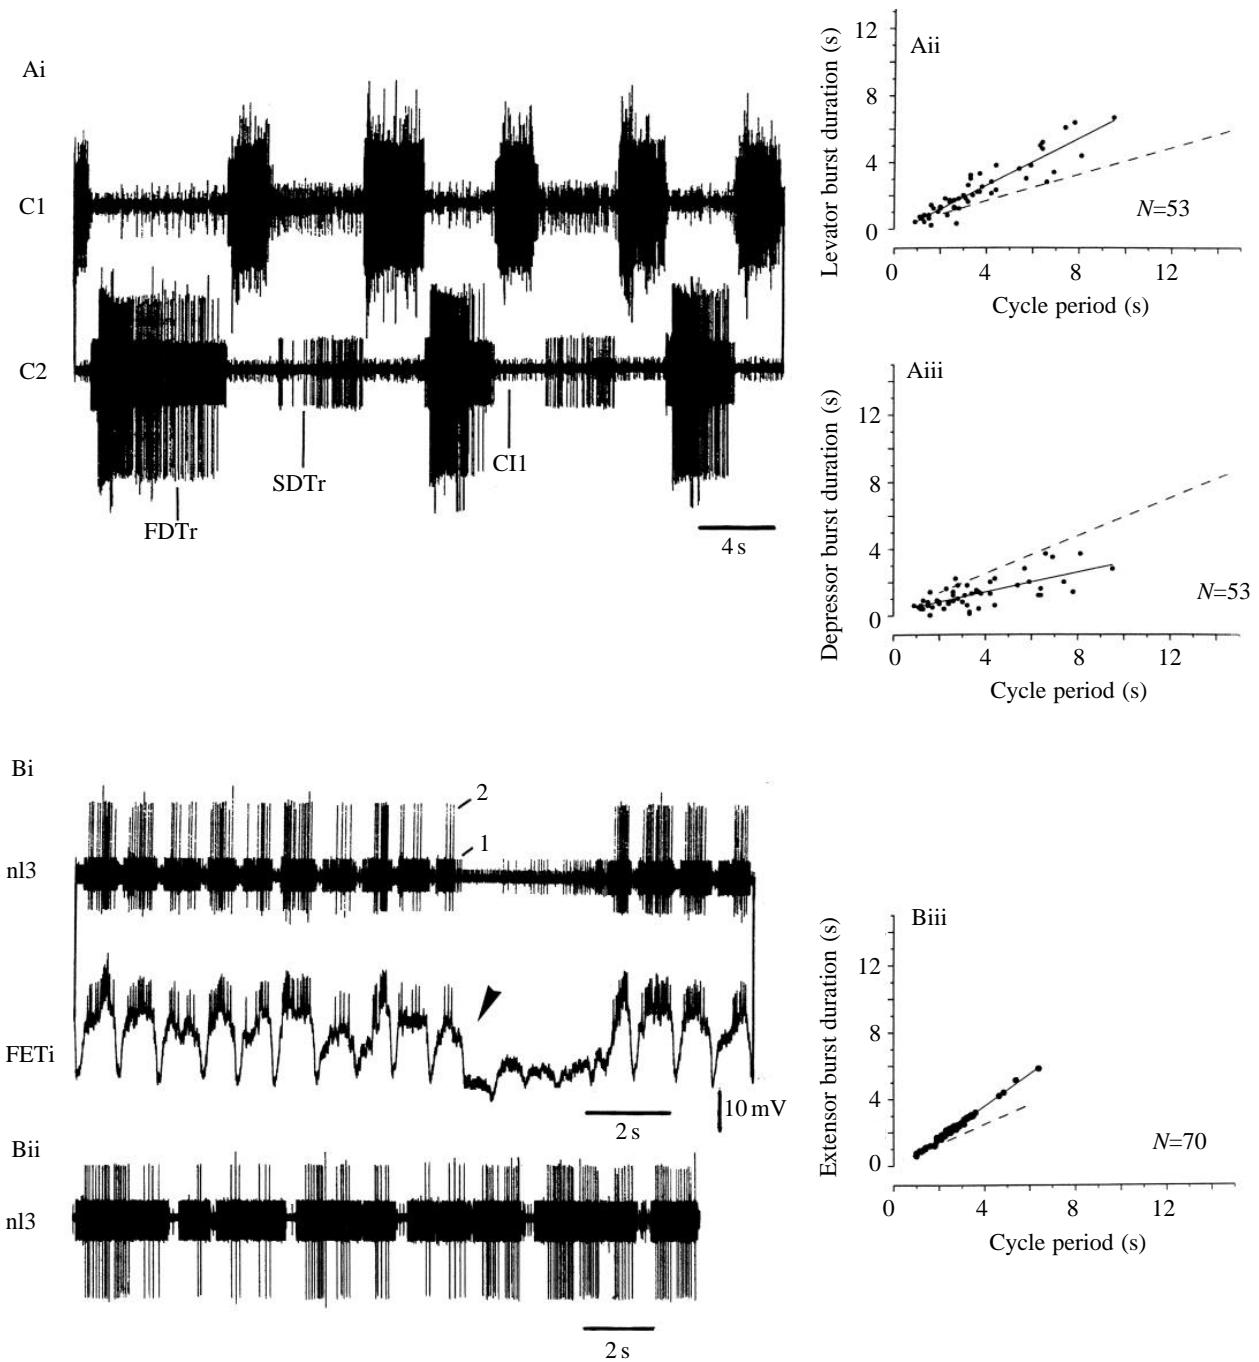 Ai
C1
C2
FDTr
SDTr
CI1
4 s
Aii
Levator burst duration (s)
12
8
4
0
N=53
0 4 8 12
Cycle period (s)
Aiii
Depressor burst duration (s)
12
8
4
0
N=53
0 4 8 12
Cycle period (s)
Bi
nl3
2
1
FETi
2 s
10 mV
Bii
nl3
2 s
Biii
Extensor burst duration (s)
12
8
4
0
N=70
0 4 8 12
Cycle period (s)